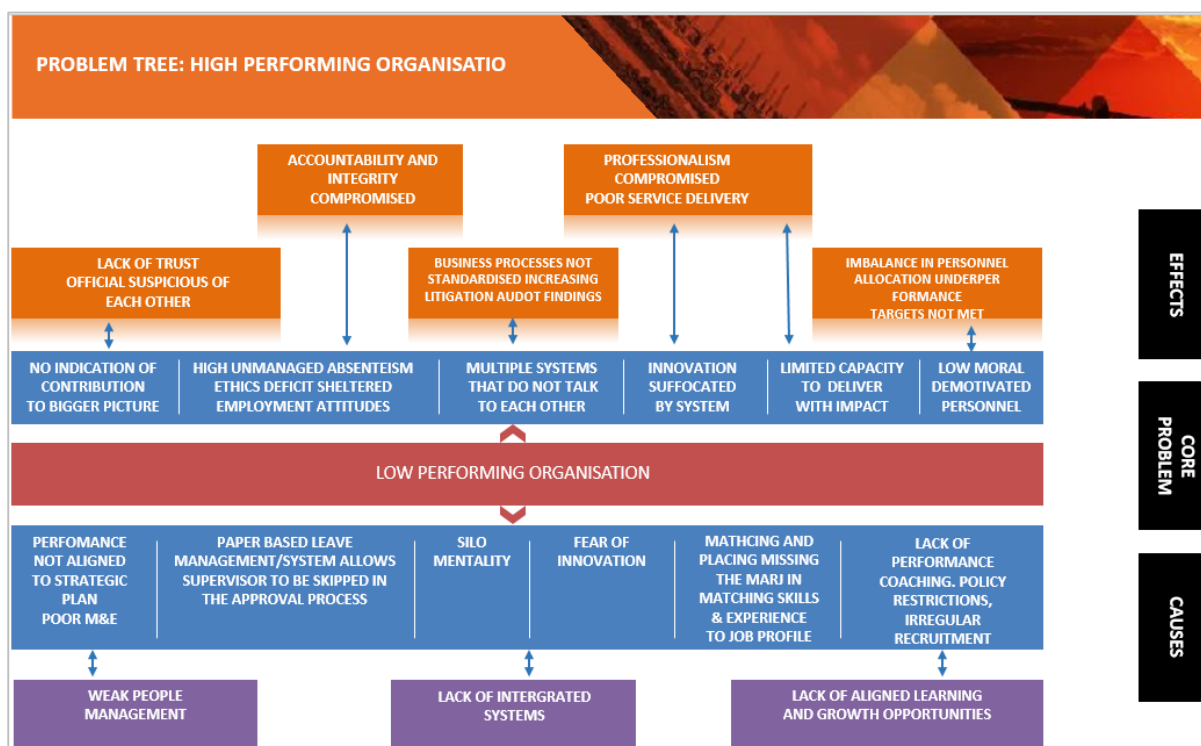 PROBLEM TREE: HIGH PERFORMING ORGANISATIO
ACCOUNTABILITY AND
INTEGRITY
COMPROMISED
PROFESSIONALISM
COMPROMISED
POOR SERVICE DELIVERY
LACK OF TRUST
OFFICIAL SUSPICIOUS OF
EACH OTHER
BUSINESS PROCESSES NOT
STANDARDISED INCREASING
LITIGATION AUDOT FINDINGS
IMBALANCE IN PERSONNEL
ALLOCATION UNDERPER
FORMANCE
TARGETS NOT MET
EFFECTS
NO INDICATION OF
CONTRIBUTION
TO BIGGER PICTURE
HIGH UNMANAGED ABSENTEISM
ETHICS DEFICIT SHELTERED
EMPLOYMENT ATTITUDES
MULTIPLE SYSTEMS
THAT DO NOT TALK
TO EACH OTHER
INNOVATION
SUFFOCATED
BY SYSTEM
LIMITED CAPACITY
TO DELIVER
WITH IMPACT
LOW MORAL
DEMOTIVATED
PERSONNEL
LOW PERFORMING ORGANISATION
CORE
PROBLEM
PERFOMANCE
NOT ALIGNED
TO STRATEGIC
PLAN
POOR M&E
PAPER BASED LEAVE
MANAGEMENT/SYSTEM ALLOWS
SUPERVISOR TO BE SKIPPED IN
THE APPROVAL PROCESS
SILO
MENTALITY
FEAR OF
INNOVATION
MATHCING AND
PLACING MISSING
THE MARJ IN
MATCHING SKILLS
& EXPERIENCE
TO JOB PROFILE
LACK OF
PERFORMANCE
COACHING. POLICY
RESTRICTIONS,
IRREGULAR
RECRUITMENT
CAUSES
WEAK PEOPLE
MANAGEMENT
LACK OF INTERGRATED
SYSTEMS
LACK OF ALIGNED LEARNING
AND GROWTH OPPORTUNITIES